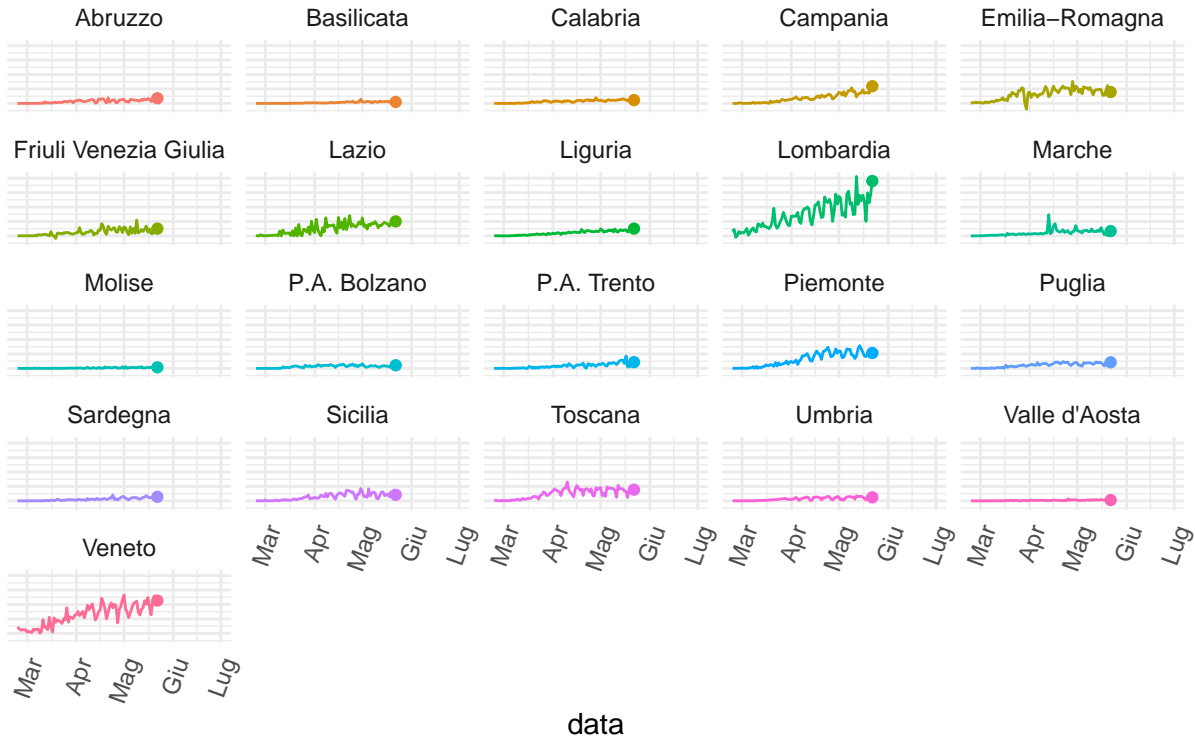 Abruzzo Basilicata Calabria Campania Emilia−Romagna
Friuli Venezia Giulia Lazio Liguria Lombardia Marche
Molise P.A. Bolzano P.A. Trento Piemonte Puglia
Sardegna Sicilia Toscana Umbria Valle d'Aosta
Mar Apr Mag Giu Lug Mar Apr Mag Giu Lug Mar Apr Mag Giu Lug Mar Apr Mag Giu Lug
Veneto
Mar Apr Mag Giu Lug
data